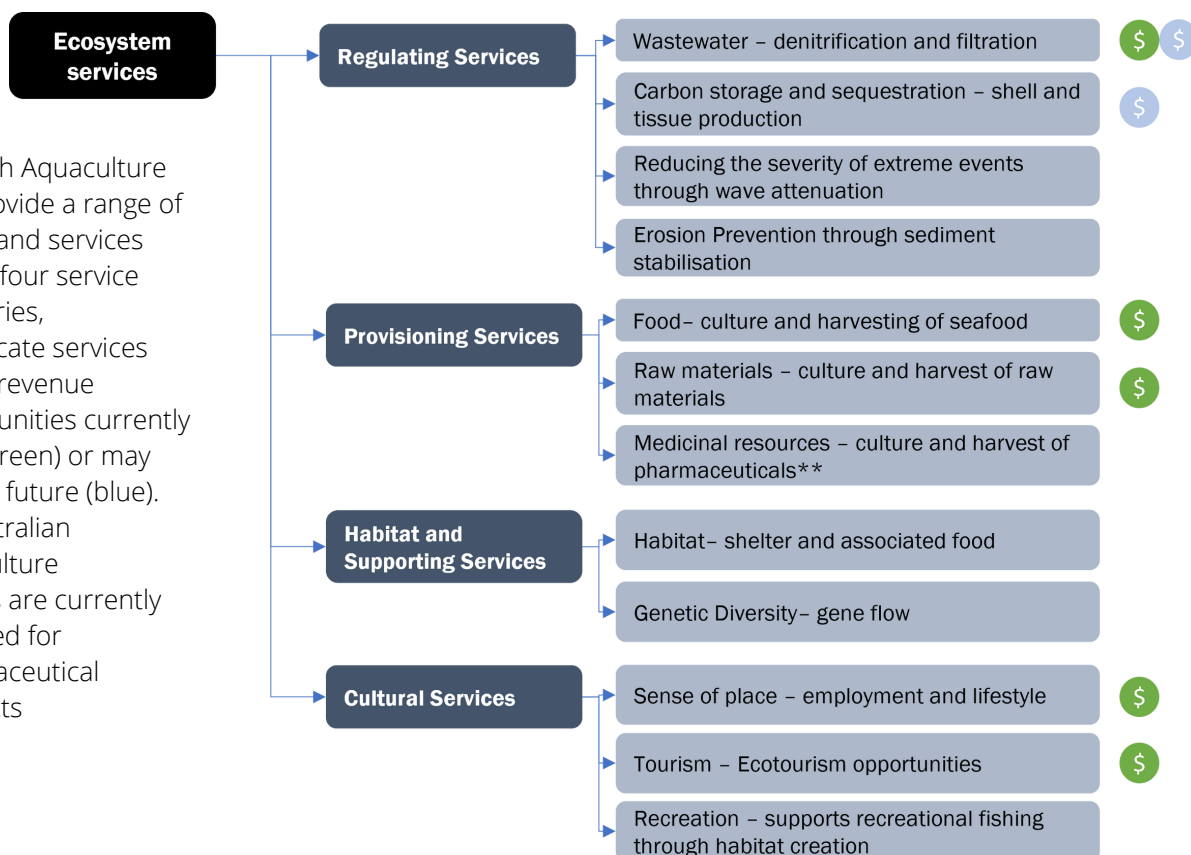 Ecosystem
services
h Aquaculture
ovide a range of
and services
four service
ries,
cate services
revenue
unities currently
reen) or may
future (blue).
tralian
ulture
s are currently
ed for
aceutical
ts
Regulating Services
Wastewater – denitrification and filtration
$ $
Carbon storage and sequestration – shell and
tissue production
$
Reducing the severity of extreme events
through wave attenuation
Erosion Prevention through sediment
stabilisation
Provisioning Services
Food– culture and harvesting of seafood
$
Raw materials – culture and harvest of raw
materials
$
Medicinal resources – culture and harvest of
pharmaceuticals**
Habitat and
Supporting Services
Habitat– shelter and associated food
Genetic Diversity– gene flow
Cultural Services
Sense of place – employment and lifestyle
$
Tourism – Ecotourism opportunities
$
Recreation – supports recreational fishing
through habitat creation